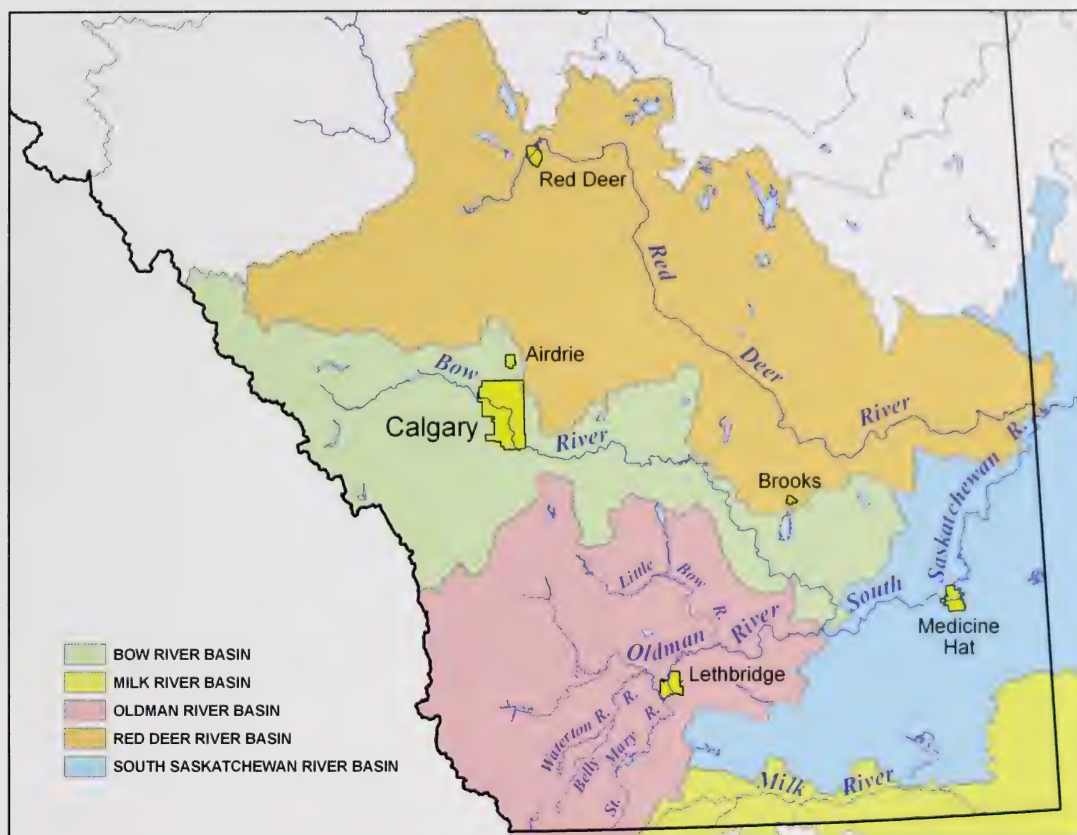 Red Deer
Red
Deer
River
Airdrie
Bow
Calgary
River
Brooks
South
Saskatchewan
R.
Medicine
Hat
Little
Bow
R.
Oldman
River
Lethbridge
Waterton R.
Belly
R.
St.
Mary
R.
Milk
River
BOW RIVER BASIN
MILK RIVER BASIN
OLDMAN RIVER BASIN
RED DEER RIVER BASIN
SOUTH SASKATCHEWAN RIVER BASIN